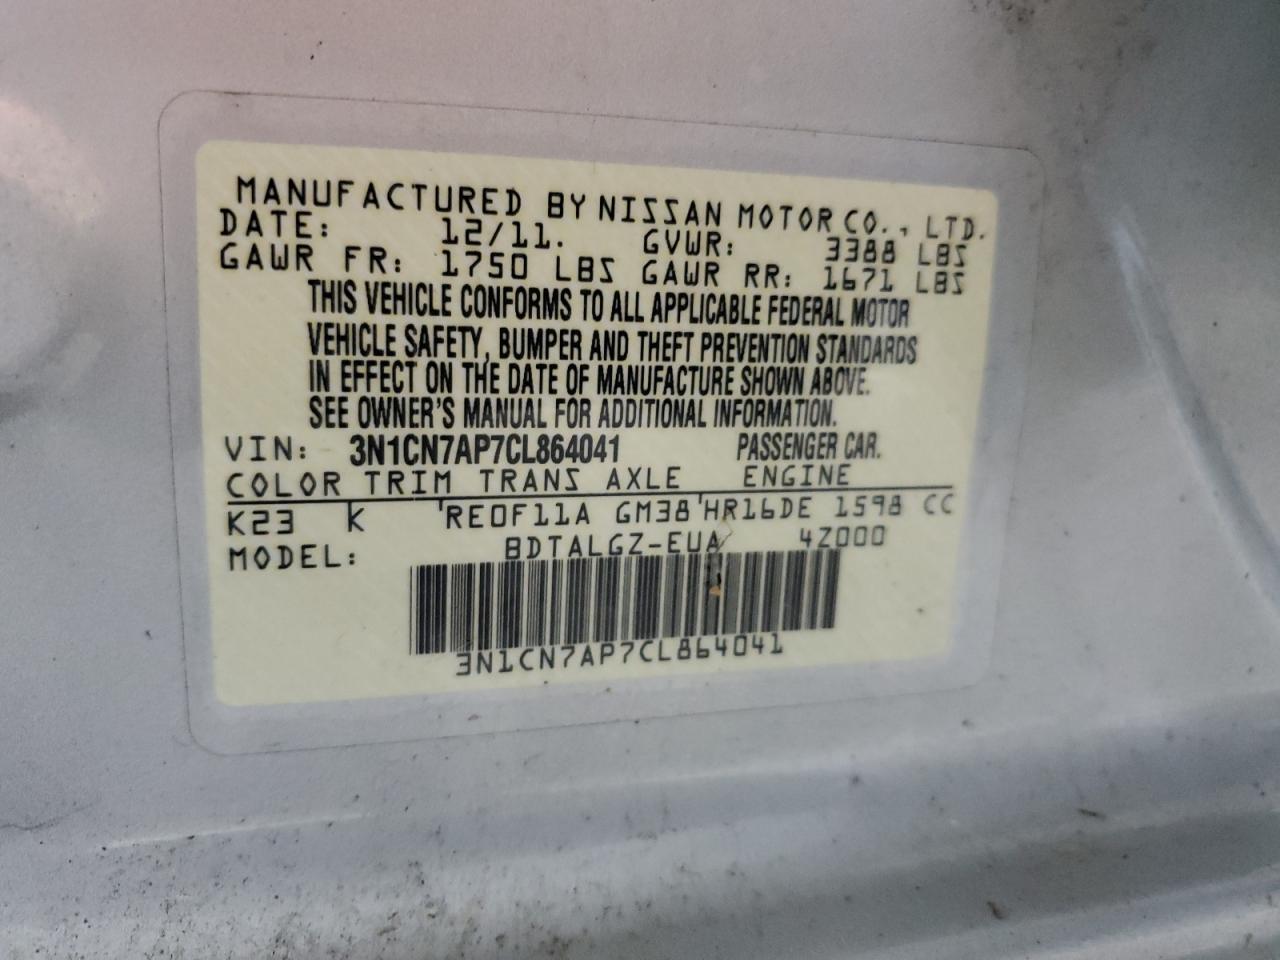 MANUFACTURED BY NISSAN MOTOR CO., LTD.
DATE: 12/11. GVWR: 3388 LBS
GAWR FR: 1750 LBS GAWR RR: 1671 LBS
THIS VEHICLE CONFORMS TO ALL APPLICABLE FEDERAL MOTOR
VEHICLE SAFETY, BUMPER AND THEFT PREVENTION STANDARDS
IN EFFECT ON THE DATE OF MANUFACTURE SHOWN ABOVE.
SEE OWNER'S MANUAL FOR ADDITIONAL INFORMATION.
VIN: 3N1CN7AP7CL864041 PASSENGER CAR.
COLOR TRIM TRANS AXLE ENGINE
K23 K 'RE0F11A GM38'HR16DE 1598 CC
MODEL: BDTALGZ-EUA 4Z000
3N1CN7AP7CL864041